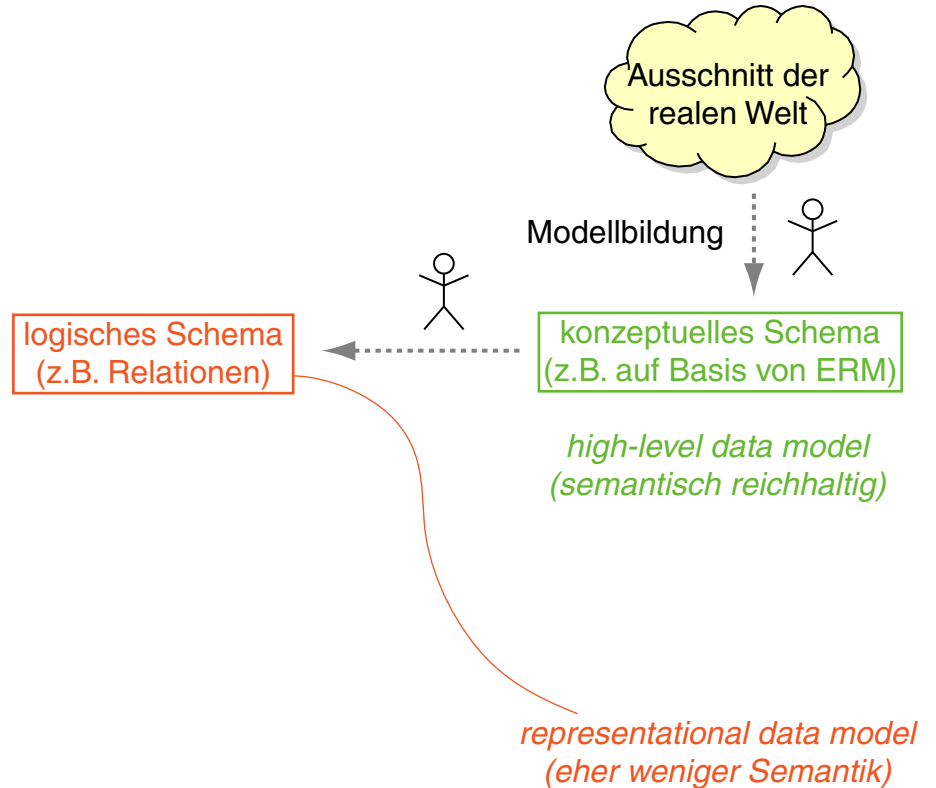 Ausschnitt der
realen Welt
Modellbildung
logisches Schema
(z.B. Relationen)
konzeptuelles Schema
(z.B. auf Basis von ERM)
high-level data model
(semantisch reichhaltig)
representational data model
(eher weniger Semantik)